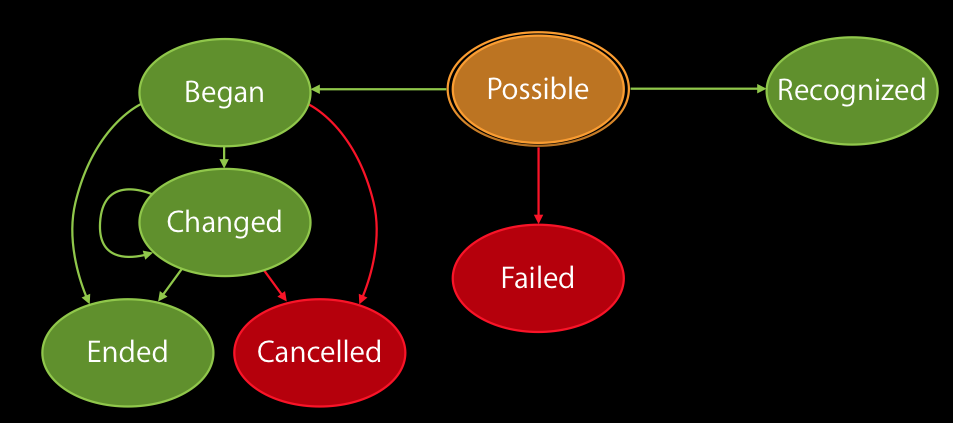 Began
Possible
Recognized
Changed
Failed
Ended
Cancelled